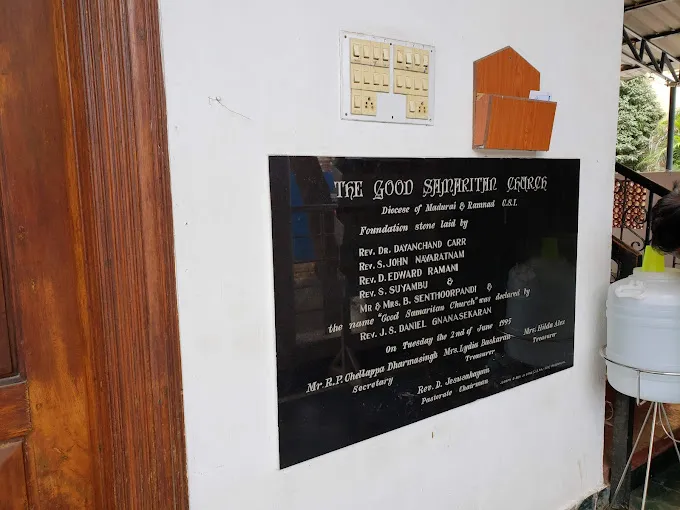 THE GOOD SAMARITAN CHURCH
Diocese of Madurai & Ramnad C.S.I.
Foundation stone laid by
REV. DR. DAYANCHAND CARR
REV. S. JOHN NAVARATNAM
REV. D. EDWARD RAMANI
REV. S. SUYAMBU &
MR & MRS. B. SENTHOORPANDI &
the name "Good Samaritan Church" was declared by
REV. J. S. DANIEL GNANASEKARAN
On Tuesday the 2nd of June 1995
Mr. R.P. Chellappa Dharmasingh Mrs. Lydia Baskaran Mrs. Hilda Alex
Secretary Treasurer Treasurer
Rev. D. Jesusahayam
Pastorate Chairman